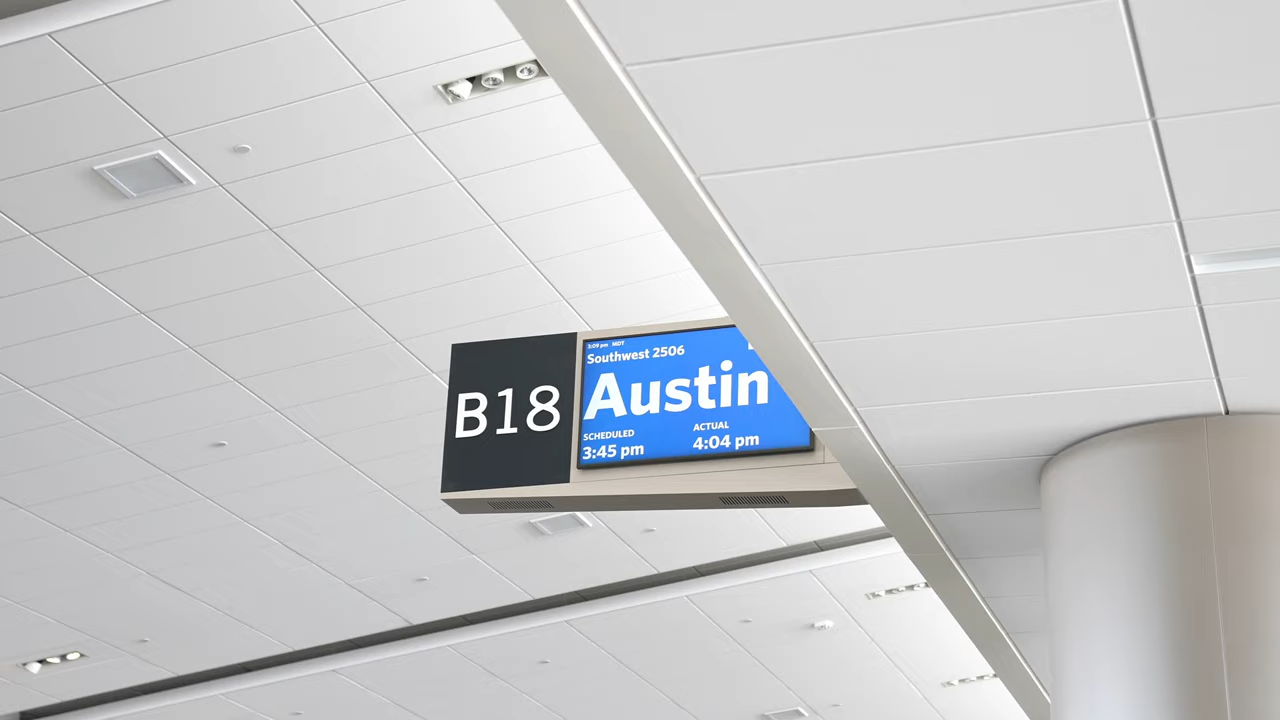 B18
3:09 pm MDT
Southwest 2506
Austin
SCHEDULED
3:45 pm
ACTUAL
4:04 pm